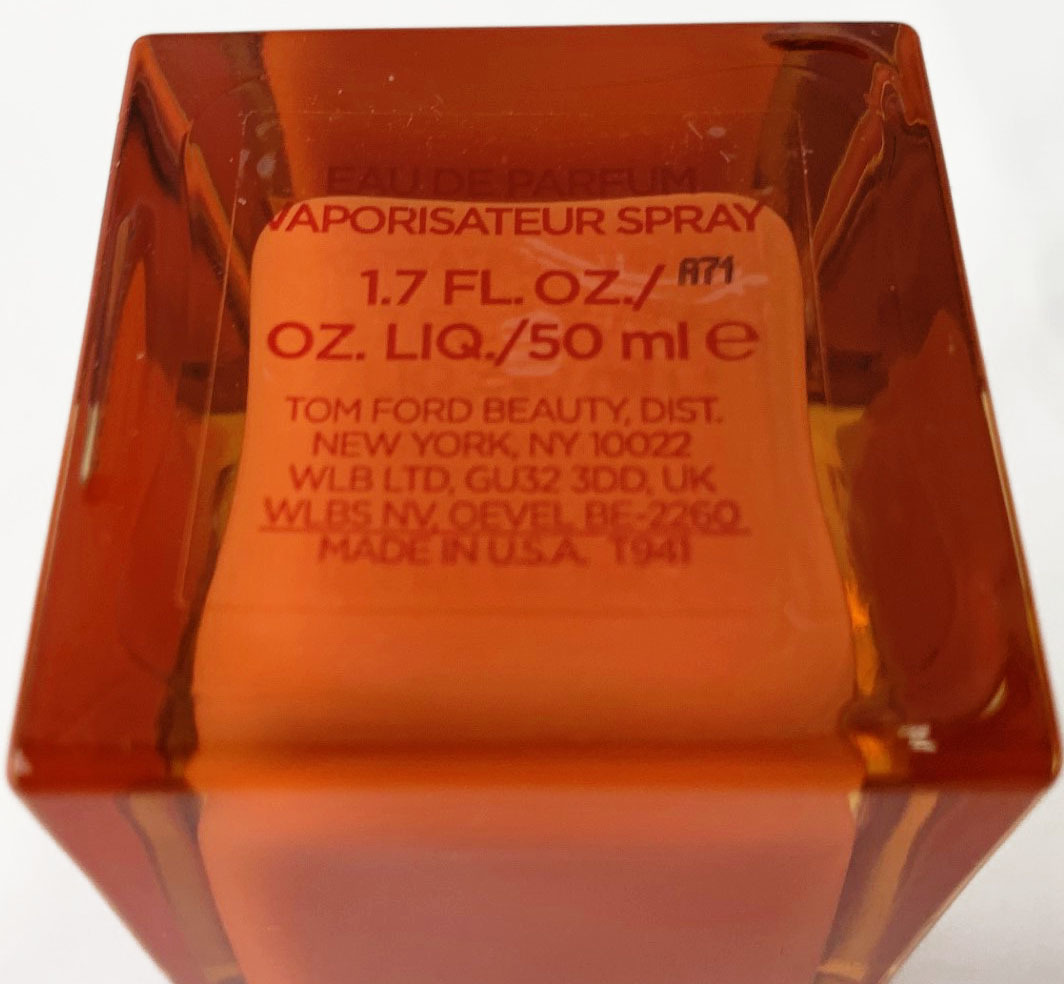 EAU DE PARFUM
VAPORISATEUR SPRAY
1.7 FL. OZ./ A71
OZ. LIQ./50 ml ℮
TOM FORD BEAUTY, DIST.
NEW YORK, NY 10022
WLB LTD, GU32 3DD, UK
WLBS NV, OEVEL BE-2260
MADE IN U.S.A. T941